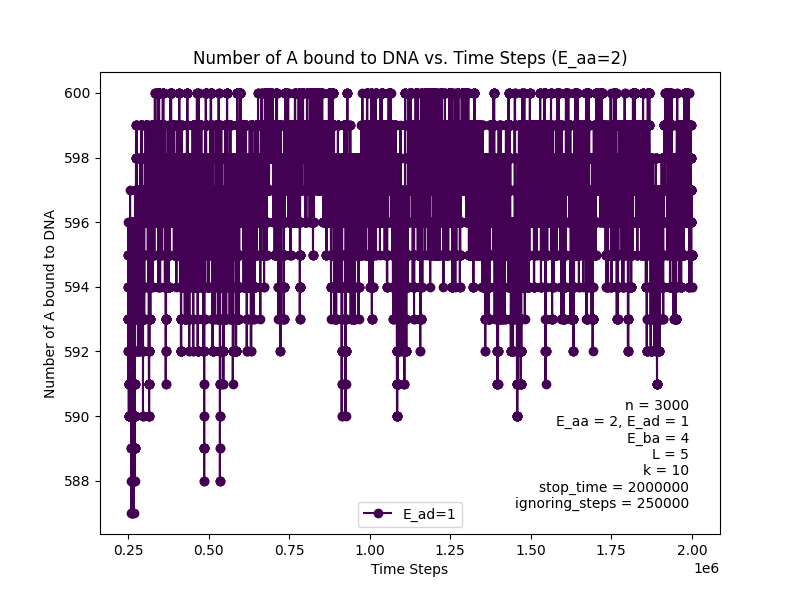 Number of A bound to DNA vs. Time Steps (E_aa=2)
Number of A bound to DNA
600
598
596
594
592
590
588
n = 3000
E_aa = 2, E_ad = 1
E_ba = 4
L = 5
k = 10
stop_time = 2000000
ignoring_steps = 250000
E_ad=1
0.25 0.50 0.75 1.00 1.25 1.50 1.75 2.00
1e6
Time Steps